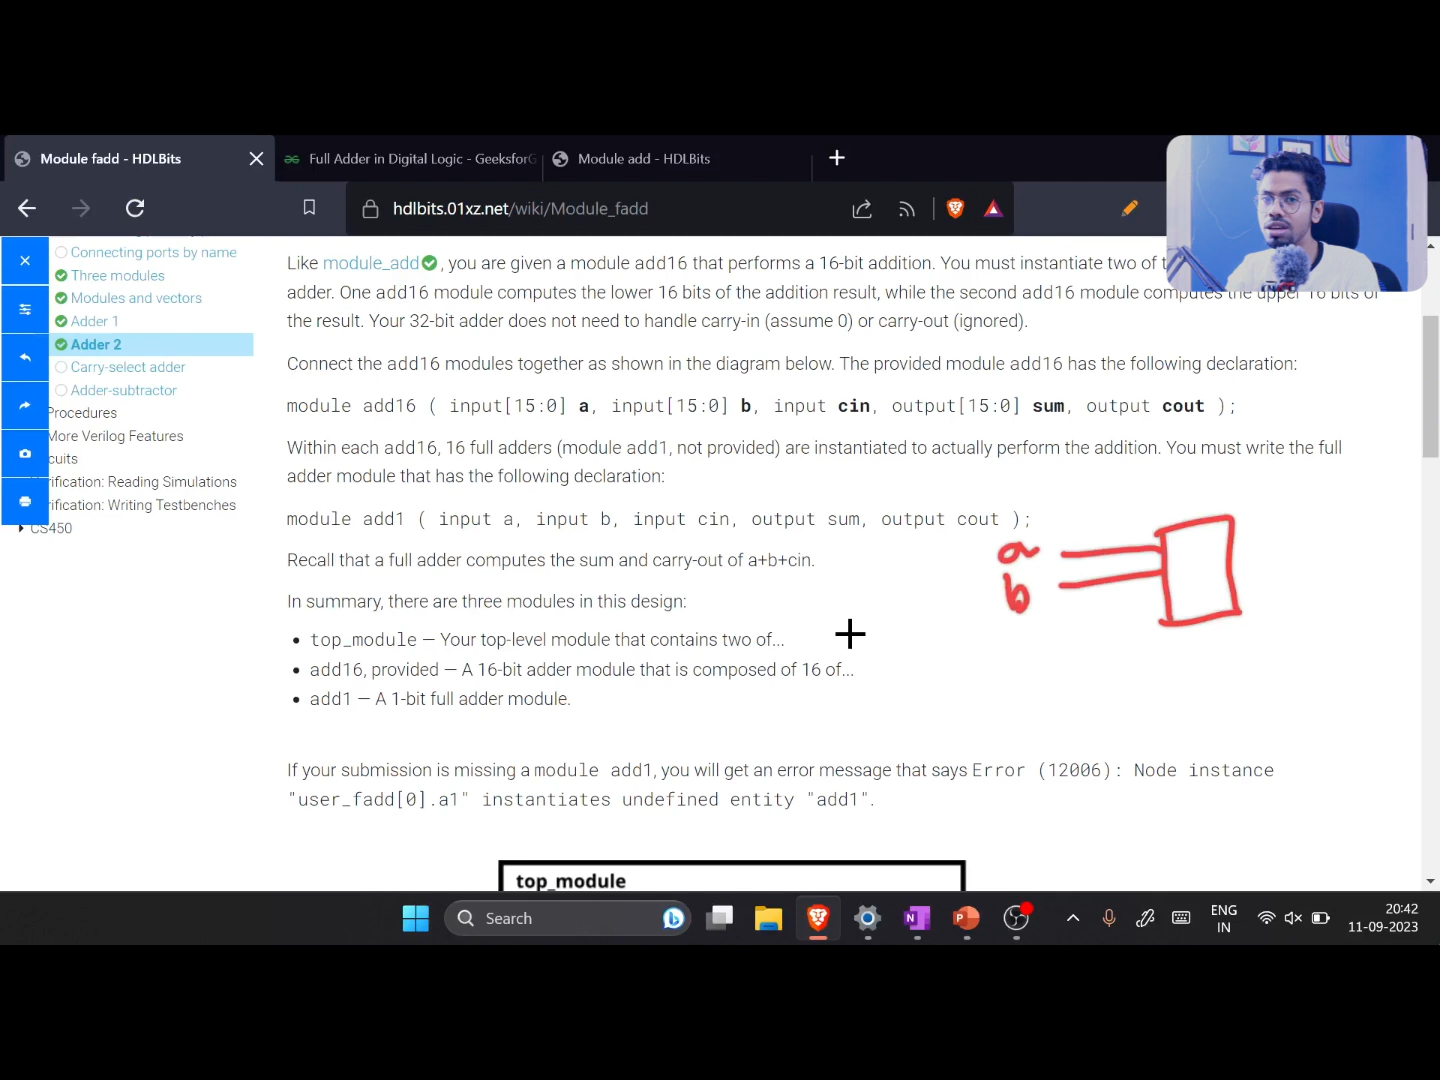 Module fadd - HDLBits
Full Adder in Digital Logic - GeeksforG
Module add - HDLBits
hdlbits.01xz.net/wiki/Module_fadd
Connecting ports by name
Three modules
Modules and vectors
Adder 1
Adder 2
Carry-select adder
Adder-subtractor
Procedures
More Verilog Features
cuits
rification: Reading Simulations
rification: Writing Testbenches
CS450
Like module_add, you are given a module add16 that performs a 16-bit addition. You must instantiate two of t
adder. One add16 module computes the lower 16 bits of the addition result, while the second add16 module computes the upper 16 bits of
the result. Your 32-bit adder does not need to handle carry-in (assume 0) or carry-out (ignored).
Connect the add16 modules together as shown in the diagram below. The provided module add16 has the following declaration:
module add16 ( input[15:0] a, input[15:0] b, input cin, output[15:0] sum, output cout );
Within each add16, 16 full adders (module add1, not provided) are instantiated to actually perform the addition. You must write the full
adder module that has the following declaration:
module add1 ( input a, input b, input cin, output sum, output cout );
Recall that a full adder computes the sum and carry-out of a+b+cin.
a
b
In summary, there are three modules in this design:
• top_module — Your top-level module that contains two of...
• add16, provided — A 16-bit adder module that is composed of 16 of...
• add1 — A 1-bit full adder module.
If your submission is missing a module add1, you will get an error message that says Error (12006): Node instance
"user_fadd[0].a1" instantiates undefined entity "add1".
top_module
Search
ENG
IN
20:42
11-09-2023